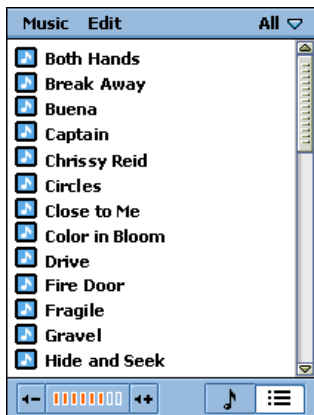 Music Edit All
Both Hands
Break Away
Buena
Captain
Chrissy Reid
Circles
Close to Me
Color in Bloom
Drive
Fire Door
Fragile
Gravel
Hide and Seek